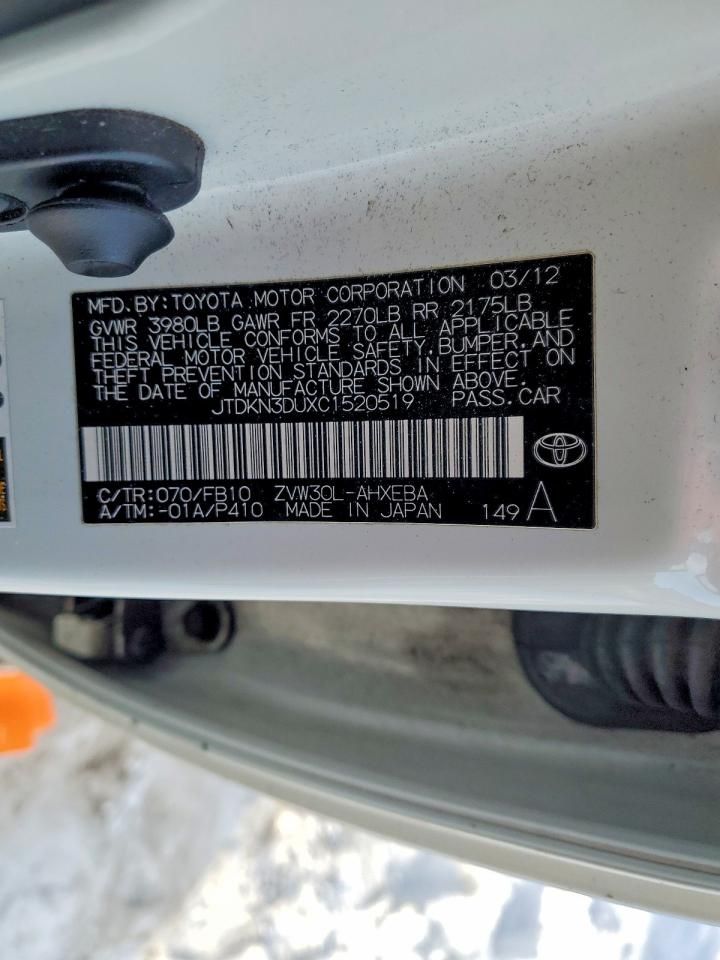 MFD. BY: TOYOTA MOTOR CORPORATION 03/12
GVWR 3980LB GAWR FR 2270LB RR 2175LB
THIS VEHICLE CONFORMS TO ALL APPLICABLE
FEDERAL MOTOR VEHICLE SAFETY, BUMPER, AND
THEFT PREVENTION STANDARDS IN EFFECT ON
THE DATE OF MANUFACTURE SHOWN ABOVE.
JTDKN3DUXC1520519 PASS. CAR
C/TR: 070/FB10 ZVW30L-AHXEBA
A/TM: -01A/P410 MADE IN JAPAN 149 A